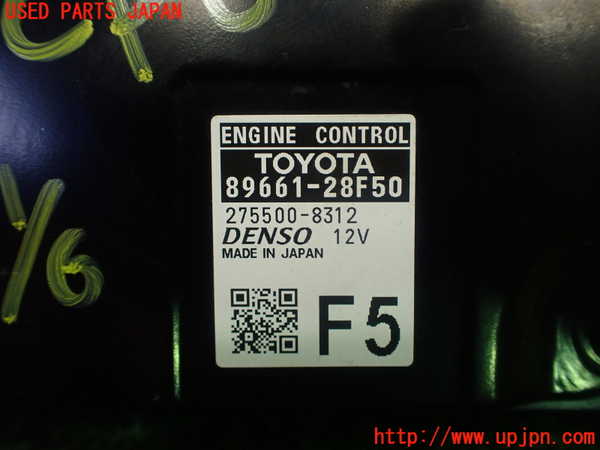 USED PARTS JAPAN
ENGINE CONTROL
TOYOTA
89661-28F50
275500-8312
DENSO 12V
MADE IN JAPAN
F5
http://www.upjpn.com/